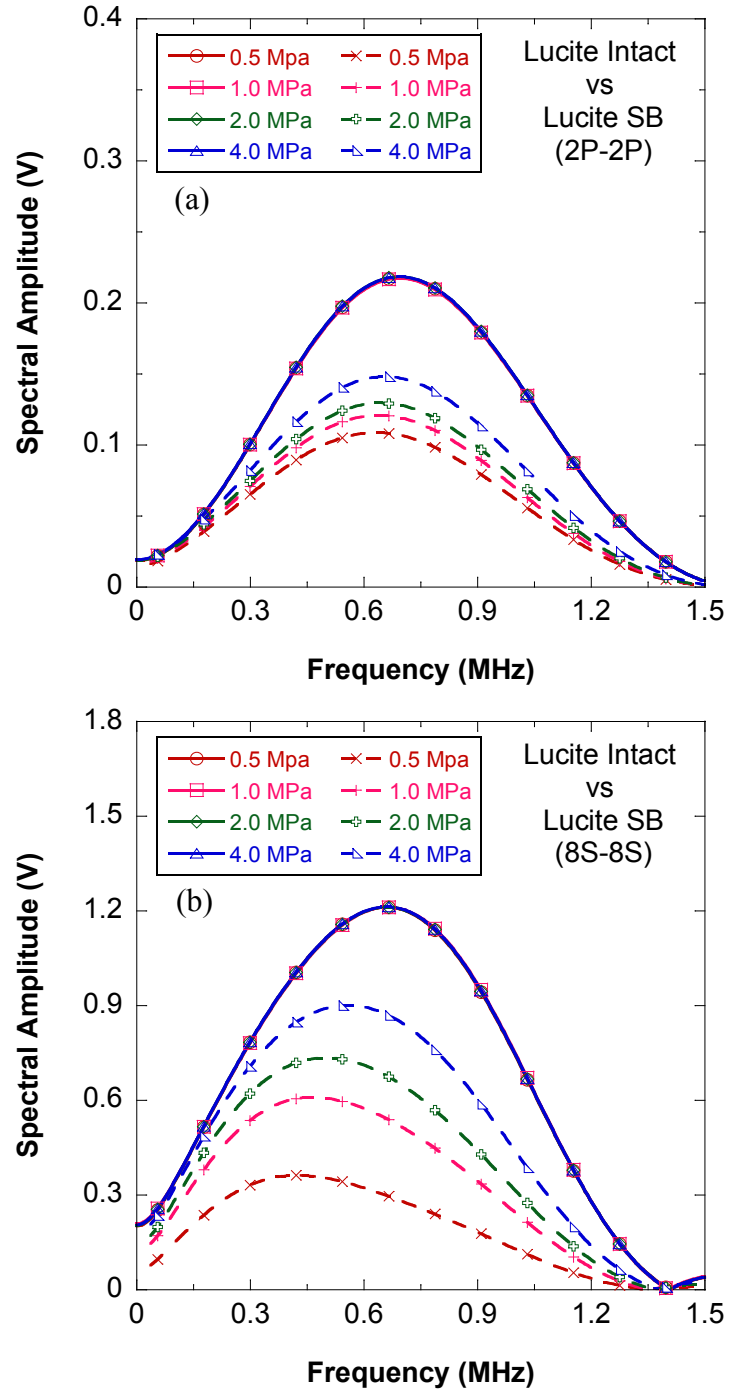 0.4
0.5 Mpa 0.5 Mpa
1.0 MPa 1.0 MPa
2.0 MPa 2.0 MPa
4.0 MPa 4.0 MPa
Lucite Intact
vs
Lucite SB
(2P-2P)
(a)
0.3
0.2
0.1
0
Spectral Amplitude (V)
0 0.3 0.6 0.9 1.2 1.5
Frequency (MHz)
1.8
0.5 Mpa 0.5 Mpa
1.0 MPa 1.0 MPa
2.0 MPa 2.0 MPa
4.0 MPa 4.0 MPa
Lucite Intact
vs
Lucite SB
(8S-8S)
(b)
1.5
1.2
0.9
0.6
0.3
0
Spectral Amplitude (V)
0 0.3 0.6 0.9 1.2 1.5
Frequency (MHz)